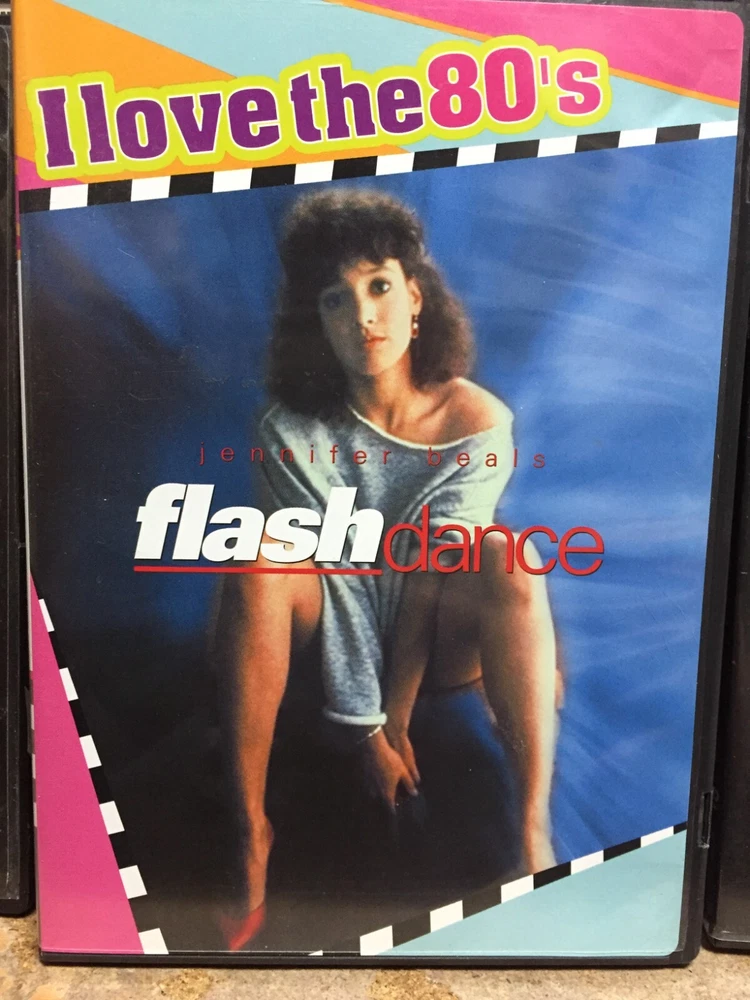 I love the 80's
jennifer beals
flashdance